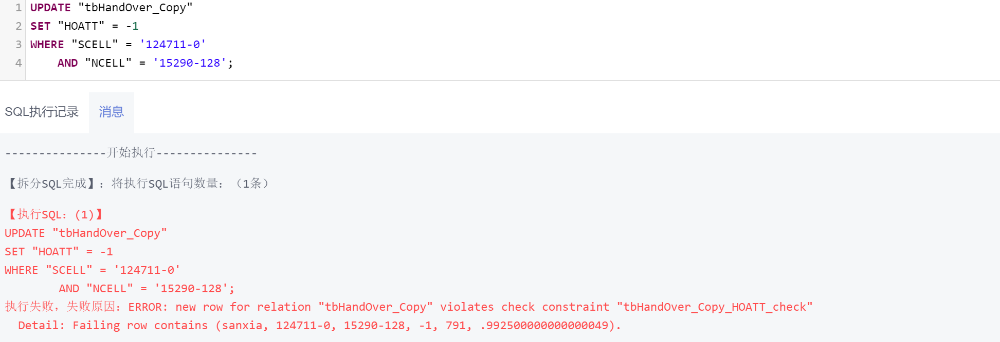 1 UPDATE "tbHandOver_Copy"
2 SET "HOATT" = -1
3 WHERE "SCELL" = '124711-0'
4     AND "NCELL" = '15290-128';
SQL执行记录 消息
---------------开始执行---------------
【拆分SQL完成】：将执行SQL语句数量：（1条）
【执行SQL：(1)】
UPDATE "tbHandOver_Copy"
SET "HOATT" = -1
WHERE "SCELL" = '124711-0'
        AND "NCELL" = '15290-128';
执行失败，失败原因：ERROR: new row for relation "tbHandOver_Copy" violates check constraint "tbHandOver_Copy_HOATT_check"
  Detail: Failing row contains (sanxia, 124711-0, 15290-128, -1, 791, .992500000000000049).